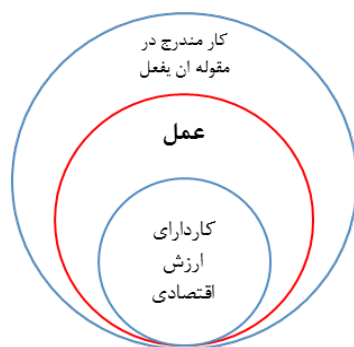 کار مندرج در
مقوله ان یفعل
عمل
کاردارای
ارزش
اقتصادی